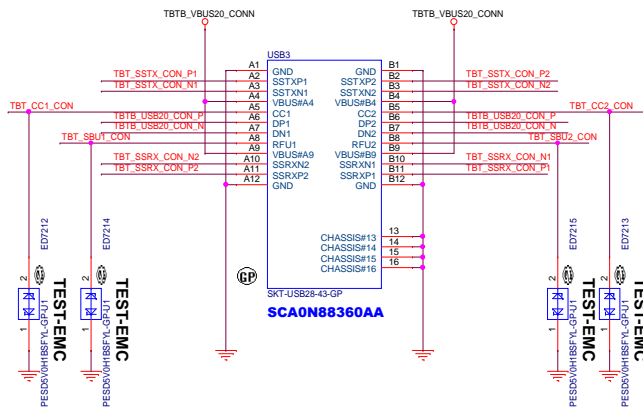 TBTB_VBUS20_CONN TBTB_VBUS20_CONN
USB3
A1 GND GND B1
TBT_SSTX_CON_P1 A2 SSTXP1 SSTXP2 B2 TBT_SSTX_CON_P2
TBT_SSTX_CON_N1 A3 SSTXN1 SSTXN2 B3 TBT_SSTX_CON_N2
A4 VBUS#A4 VBUS#B4 B4
TBT_CC1_CON A5 CC1 CC2 B5 TBT_CC2_CON
TBTB_USB20_CON_P A6 DP1 DP2 B6 TBTB_USB20_CON_P
TBTB_USB20_CON_N A7 DN1 DN2 B7 TBTB_USB20_CON_N
TBT_SBU1_CON A8 RFU1 RFU2 B8 TBT_SBU2_CON
A9 VBUS#A9 VBUS#B9 B9
TBT_SSRX_CON_N2 A10 SSRXN2 SSRXN1 B10 TBT_SSRX_CON_N1
TBT_SSRX_CON_P2 A11 SSRXP2 SSRXP1 B11 TBT_SSRX_CON_P1
A12 GND GND B12
CHASSIS#13 13
CHASSIS#14 14
CHASSIS#15 15
CHASSIS#16 16
GP
SKT-USB28-43-GP
SCA0N88360AA
ED7212
2
1
PESD5V0H1BSFYL-GP-U1
TEST-EMC
ED7214
2
1
PESD5V0H1BSFYL-GP-U1
TEST-EMC
ED7215
2
1
PESD5V0H1BSFYL-GP-U1
TEST-EMC
ED7213
2
1
PESD5V0H1BSFYL-GP-U1
TEST-EMC